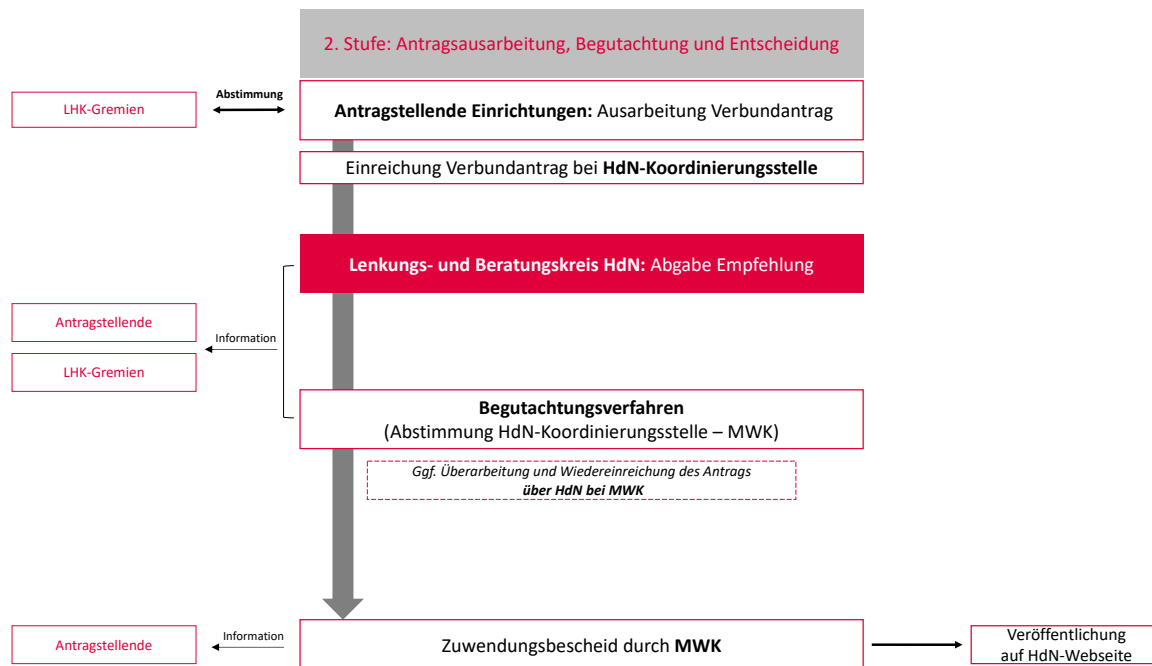 2. Stufe: Antragsausarbeitung, Begutachtung und Entscheidung
LHK-Gremien
Abstimmung
Antragstellende Einrichtungen: Ausarbeitung Verbundantrag
Einreichung Verbundantrag bei HdN-Koordinierungsstelle
Lenkungs- und Beratungskreis HdN: Abgabe Empfehlung
Antragstellende
Information
LHK-Gremien
Begutachtungsverfahren
(Abstimmung HdN-Koordinierungsstelle – MWK)
Ggf. Überarbeitung und Wiedereinreichung des Antrags
über HdN bei MWK
Antragstellende
Information
Zuwendungsbescheid durch MWK
Veröffentlichung
auf HdN-Webseite